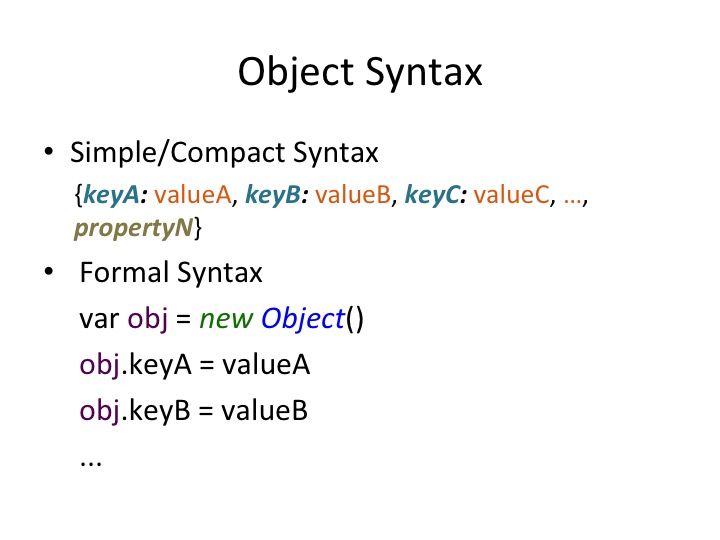 Object Syntax
• Simple/Compact Syntax
{keyA: valueA, keyB: valueB, keyC: valueC, …,
propertyN}
• Formal Syntax
var obj = new Object()
obj.keyA = valueA
obj.keyB = valueB
...